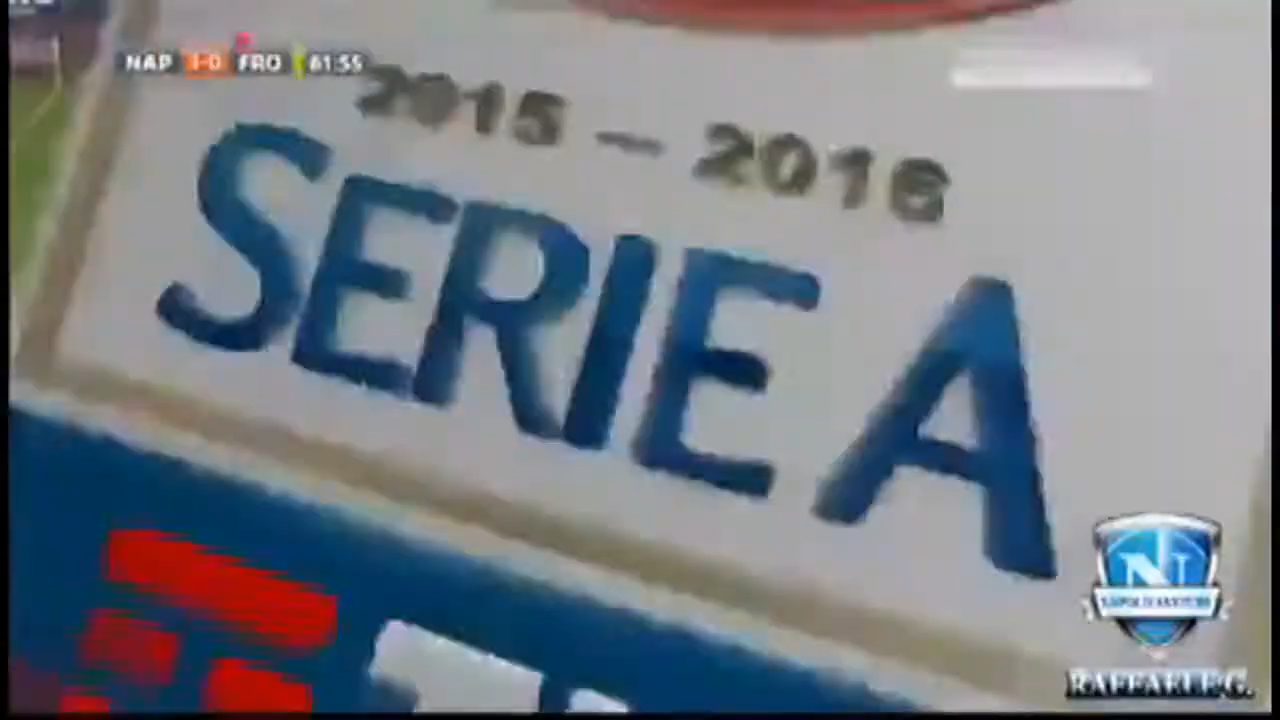 NAP 1-0 FRO 61:55
2015 — 2016
SERIE A
N
RAFFAELE G.